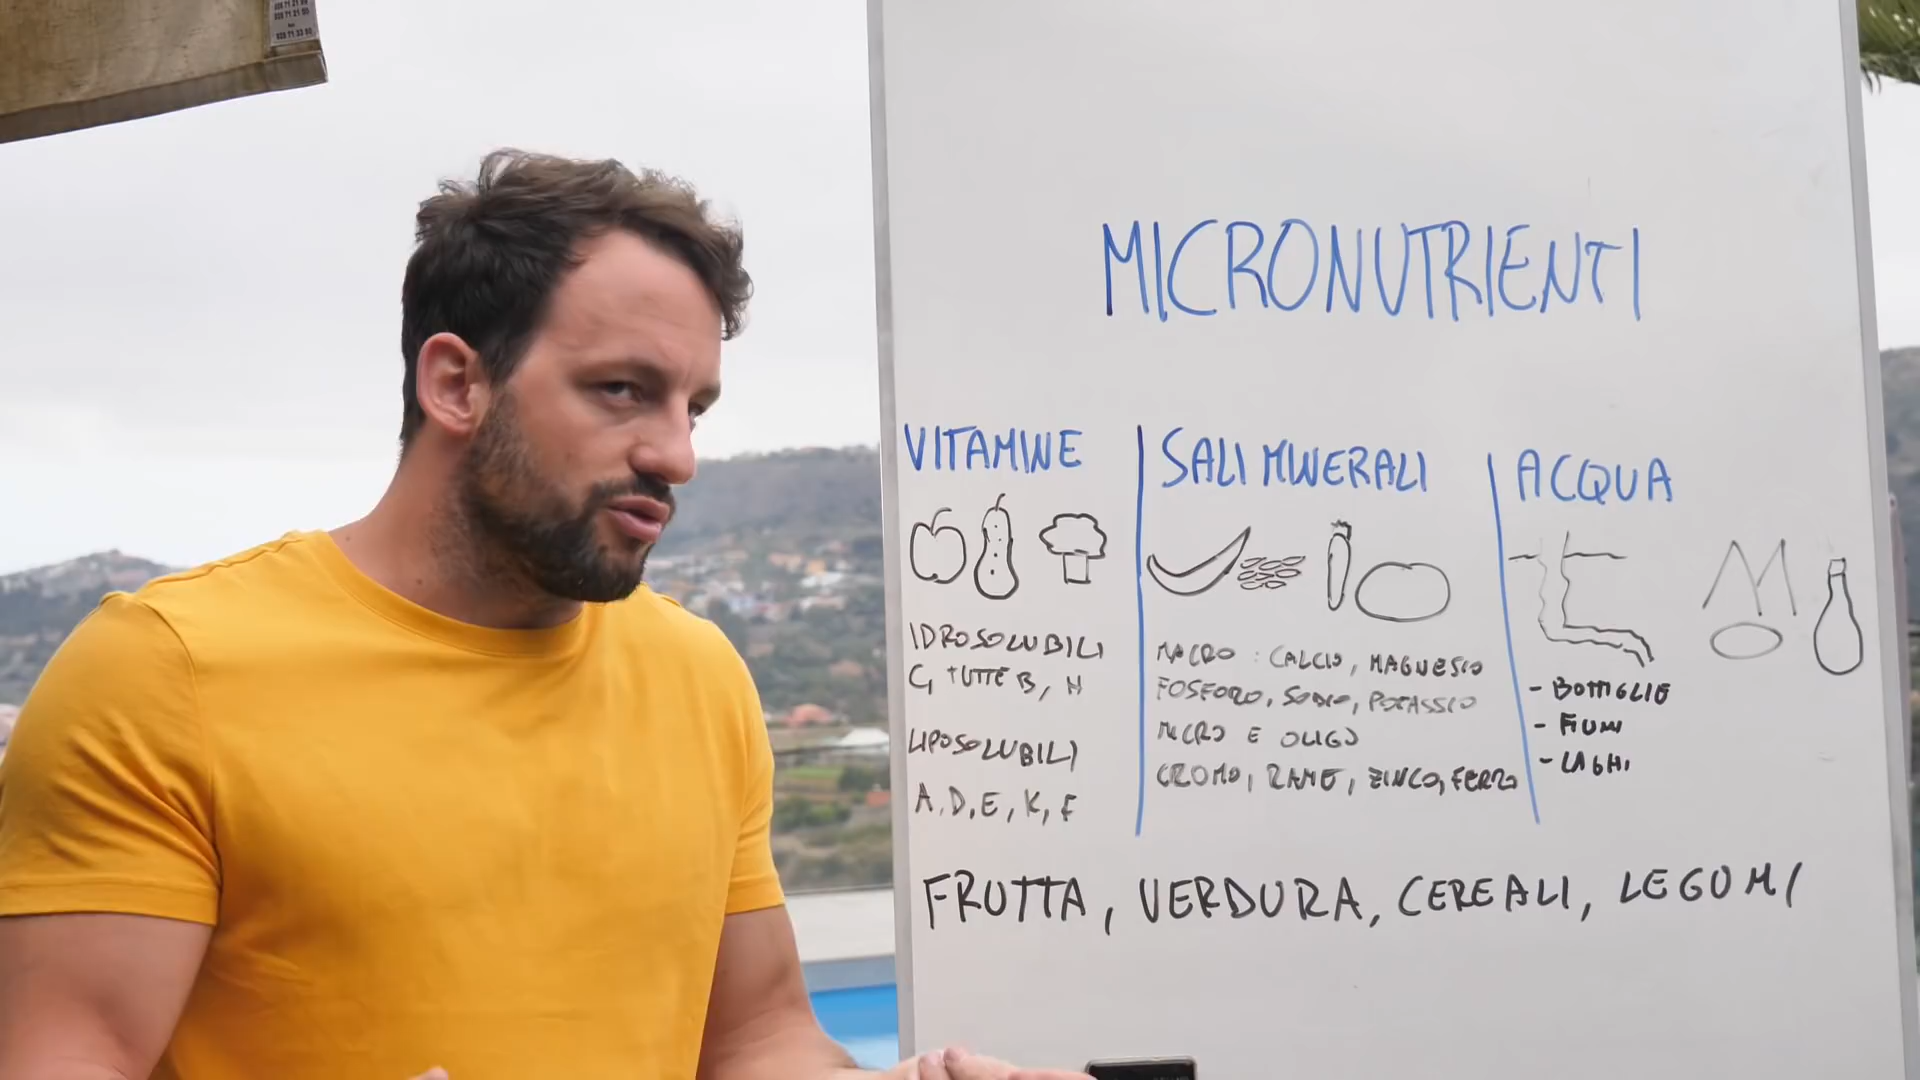 MICRONUTRIENTI
VITAMINE
IDROSOLUBILI
C, TUTTE B, H
LIPOSOLUBILI
A, D, E, K, F
SALI MINERALI
MACRO : CALCIO, MAGNESIO
FOSFORO, SODIO, POTASSIO
MICRO E OLIGO
CROMO, RAME, ZINCO, FERRO
ACQUA
- BOTTIGLIE
- FIUMI
- LAGHI
FRUTTA, VERDURA, CEREALI, LEGUMI